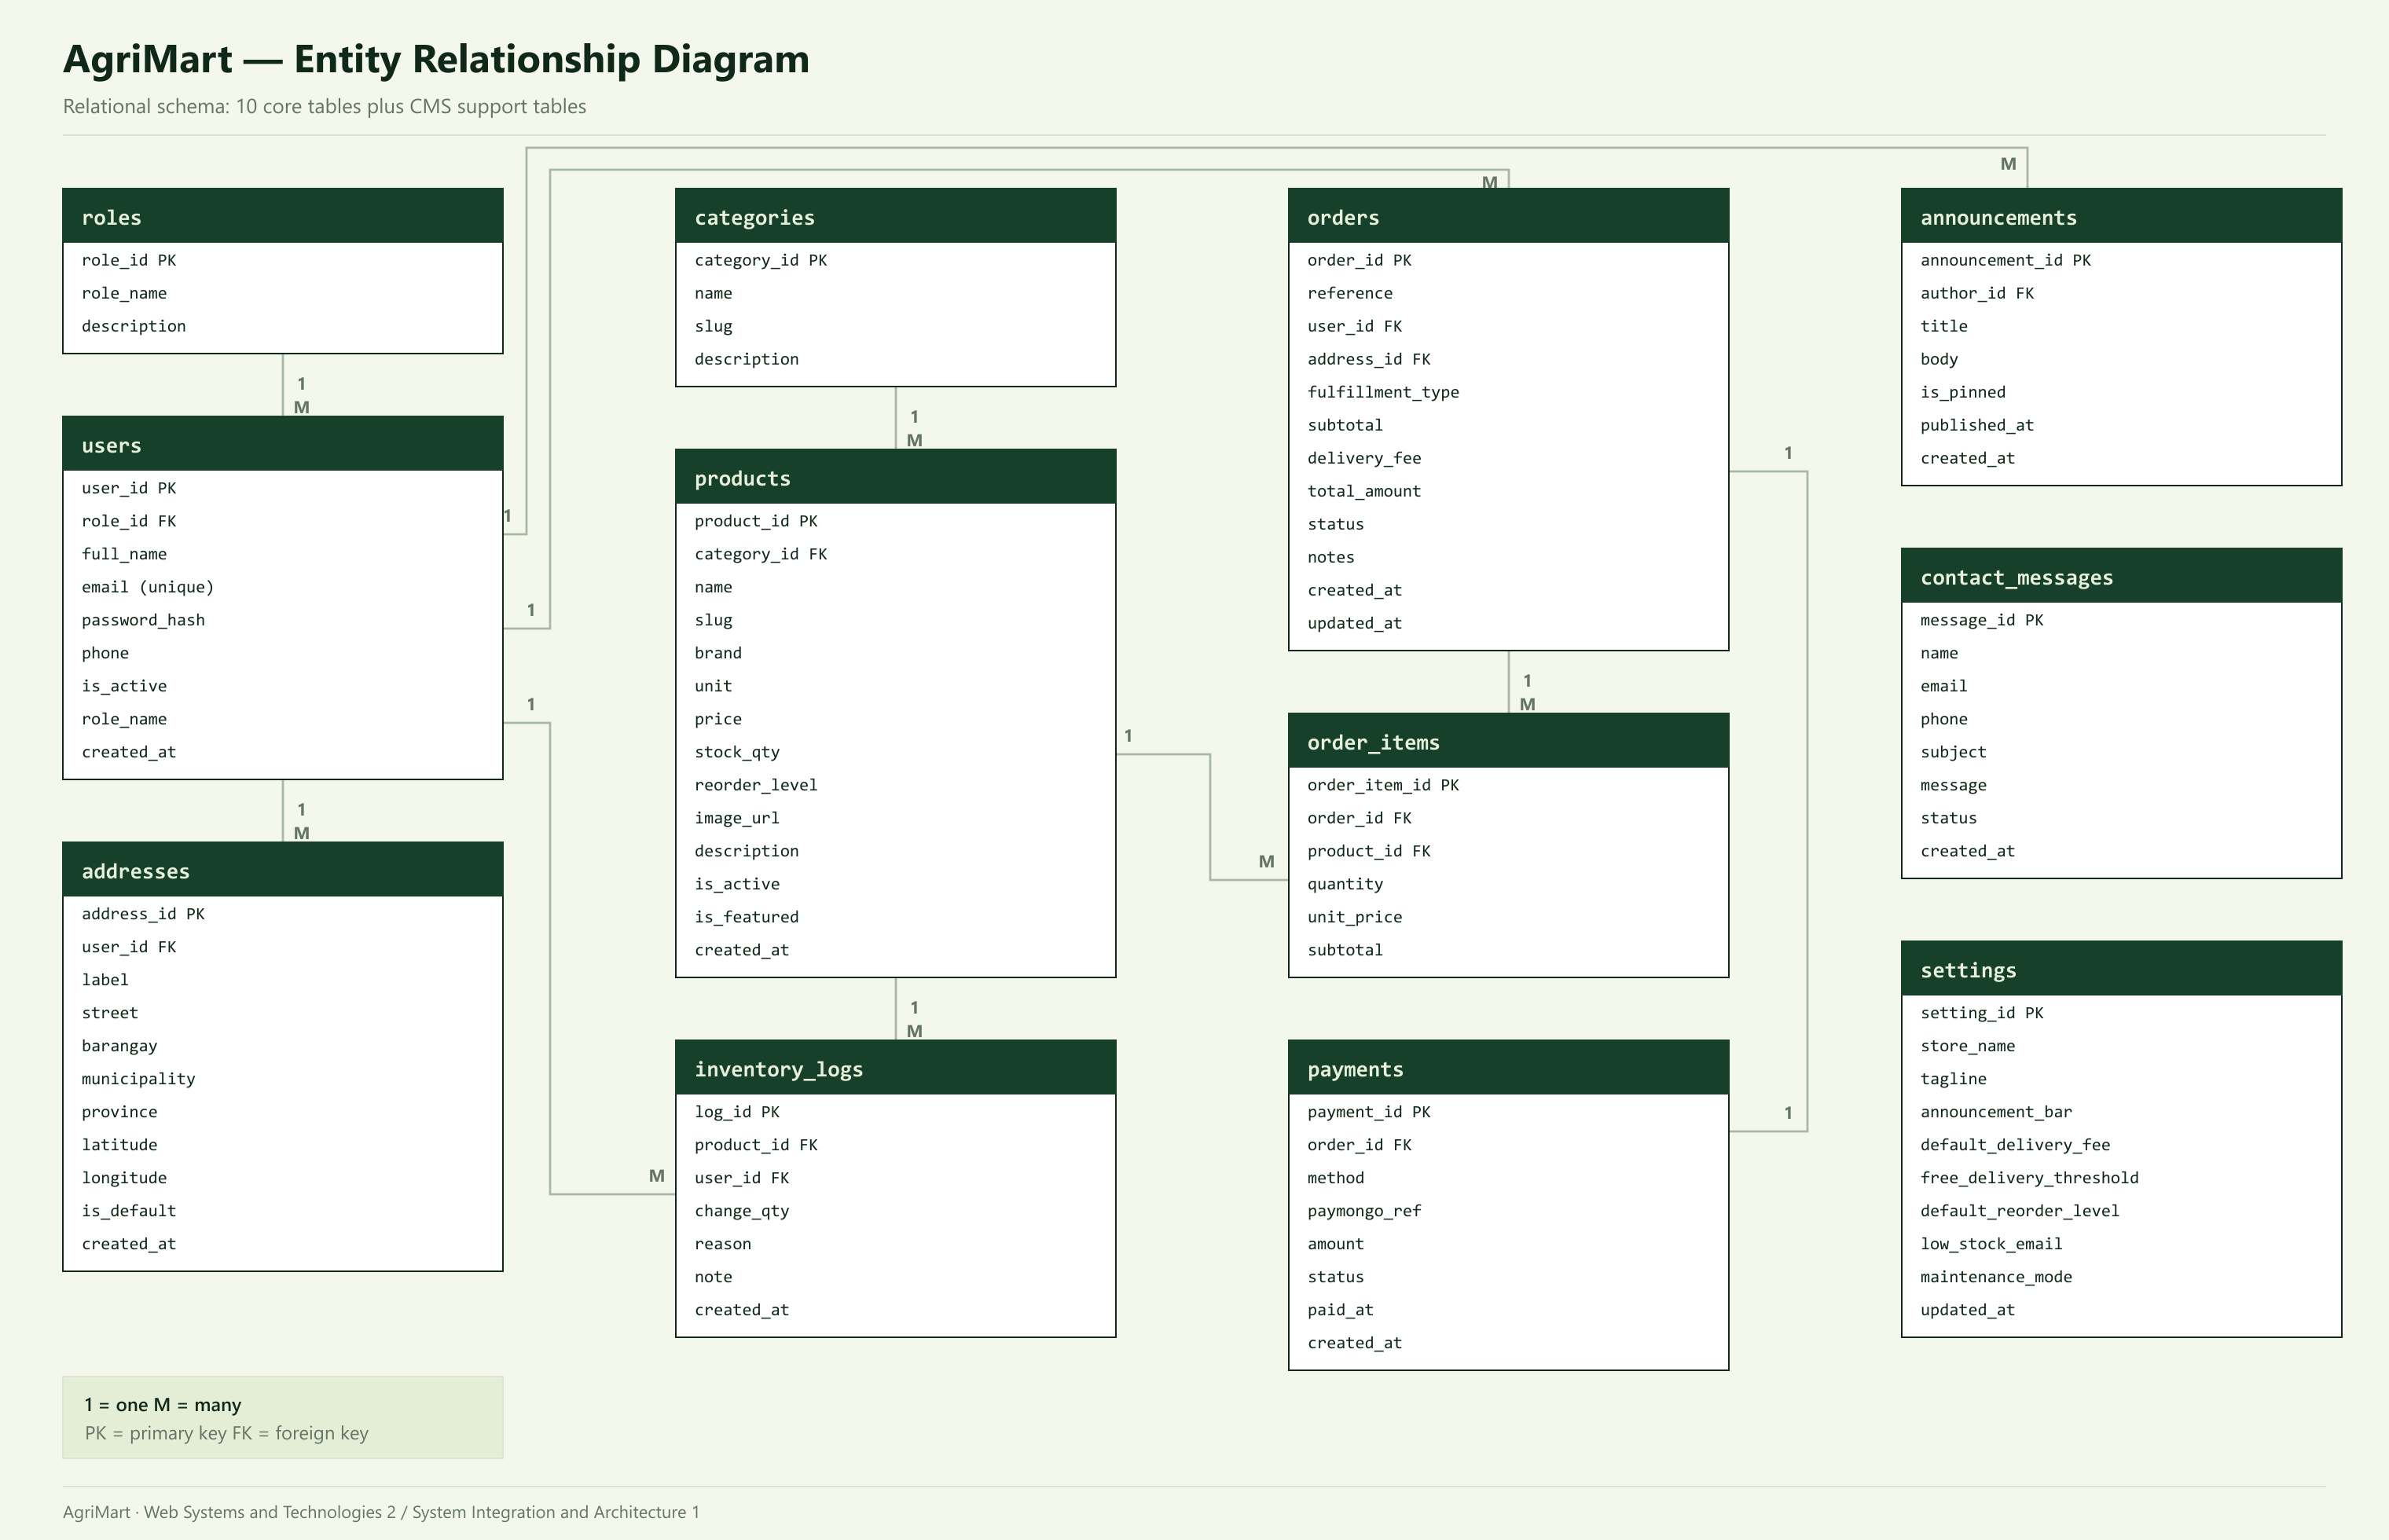 AgriMart — Entity Relationship Diagram
Relational schema: 10 core tables plus CMS support tables
roles
role_id PK
role_name
description
1
M
users
user_id PK
role_id FK
full_name
email (unique)
password_hash
phone
is_active
role_name
created_at
1
1
1
1
M
addresses
address_id PK
user_id FK
label
street
barangay
municipality
province
latitude
longitude
is_default
created_at
categories
category_id PK
name
slug
description
1
M
products
product_id PK
category_id FK
name
slug
brand
unit
price
stock_qty
reorder_level
image_url
description
is_active
is_featured
created_at
1
1
M
M
inventory_logs
log_id PK
product_id FK
user_id FK
change_qty
reason
note
created_at
M
orders
order_id PK
reference
user_id FK
address_id FK
fulfillment_type
subtotal
delivery_fee
total_amount
status
notes
created_at
updated_at
1
1
M
M
order_items
order_item_id PK
order_id FK
product_id FK
quantity
unit_price
subtotal
payments
payment_id PK
order_id FK
method
paymongo_ref
amount
status
paid_at
created_at
1
M
announcements
announcement_id PK
author_id FK
title
body
is_pinned
published_at
created_at
contact_messages
message_id PK
name
email
phone
subject
message
status
created_at
settings
setting_id PK
store_name
tagline
announcement_bar
default_delivery_fee
free_delivery_threshold
default_reorder_level
low_stock_email
maintenance_mode
updated_at
1 = one M = many
PK = primary key FK = foreign key
AgriMart · Web Systems and Technologies 2 / System Integration and Architecture 1